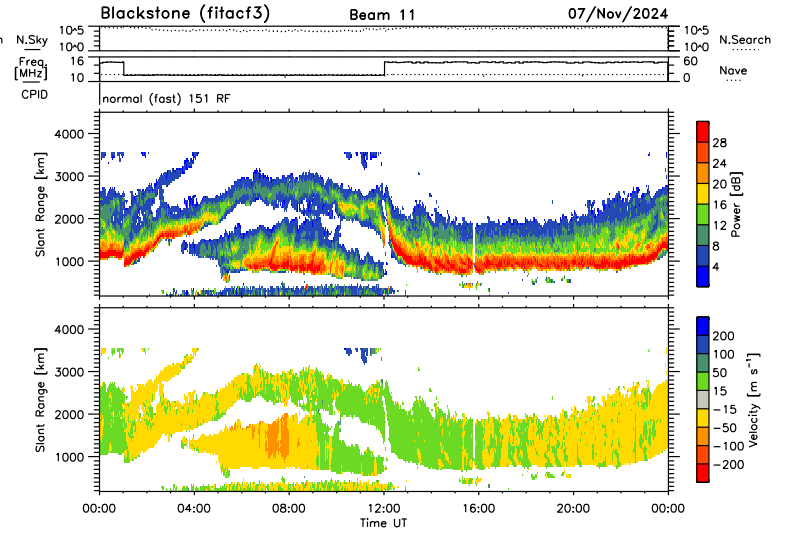 Blackstone (fitacf3) Beam 11 07/Nov/2024
n N.Sky 10^5 10^5 N.Search
10^0 10^0
Freq. 16 60
[MHz] 10 0 Nave
CPID normal (fast) 151 RF
Slant Range [km]
4000
3000
2000
1000
Power [dB]
28
24
20
16
12
8
4
Slant Range [km]
4000
3000
2000
1000
Velocity [m s⁻¹]
200
100
50
15
−15
−50
−100
−200
00:00 04:00 08:00 12:00 16:00 20:00 00:00
Time UT